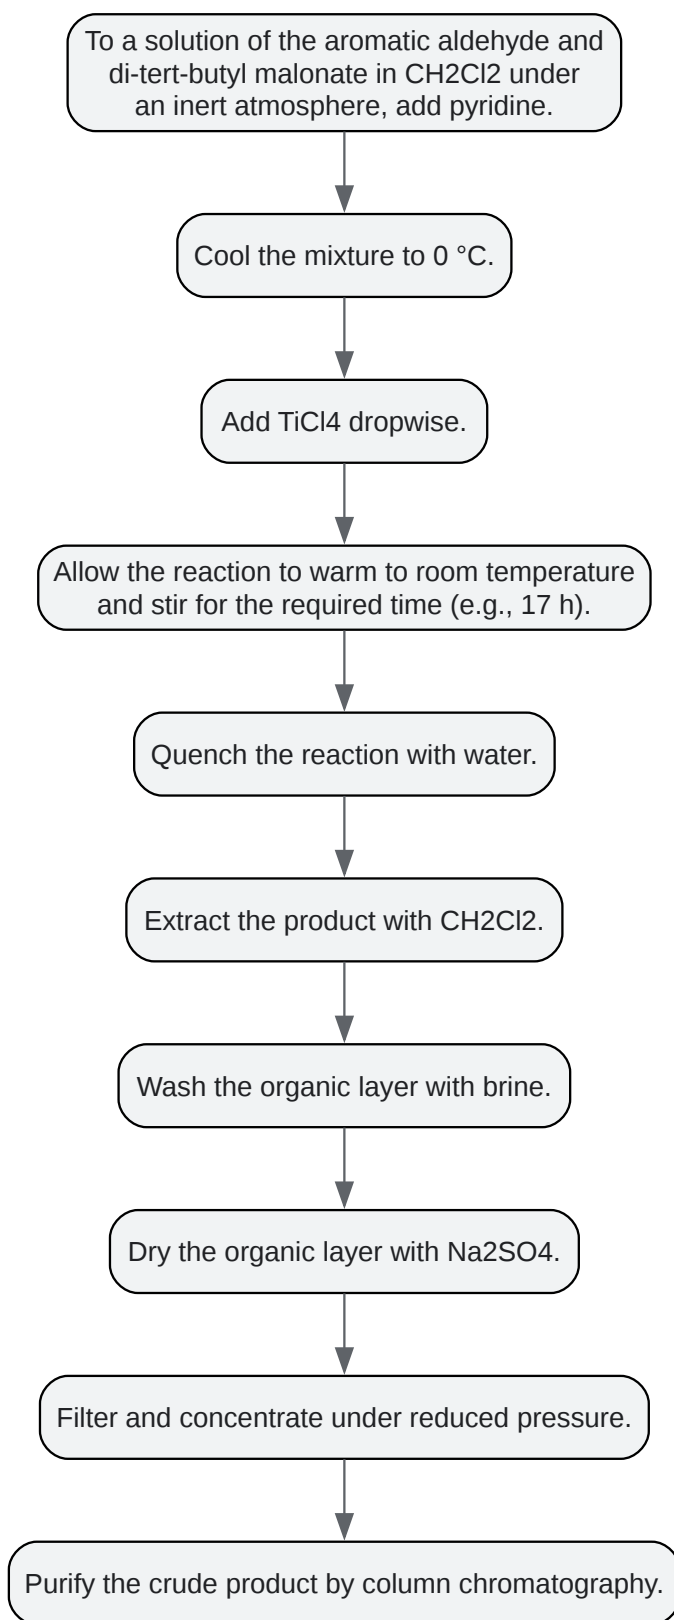 To a solution of the aromatic aldehyde and
di-tert-butyl malonate in CH2Cl2 under
an inert atmosphere, add pyridine.
Cool the mixture to 0 °C.
Add TiCl4 dropwise.
Allow the reaction to warm to room temperature
and stir for the required time (e.g., 17 h).
Quench the reaction with water.
Extract the product with CH2Cl2.
Wash the organic layer with brine.
Dry the organic layer with Na2SO4.
Filter and concentrate under reduced pressure.
Purify the crude product by column chromatography.